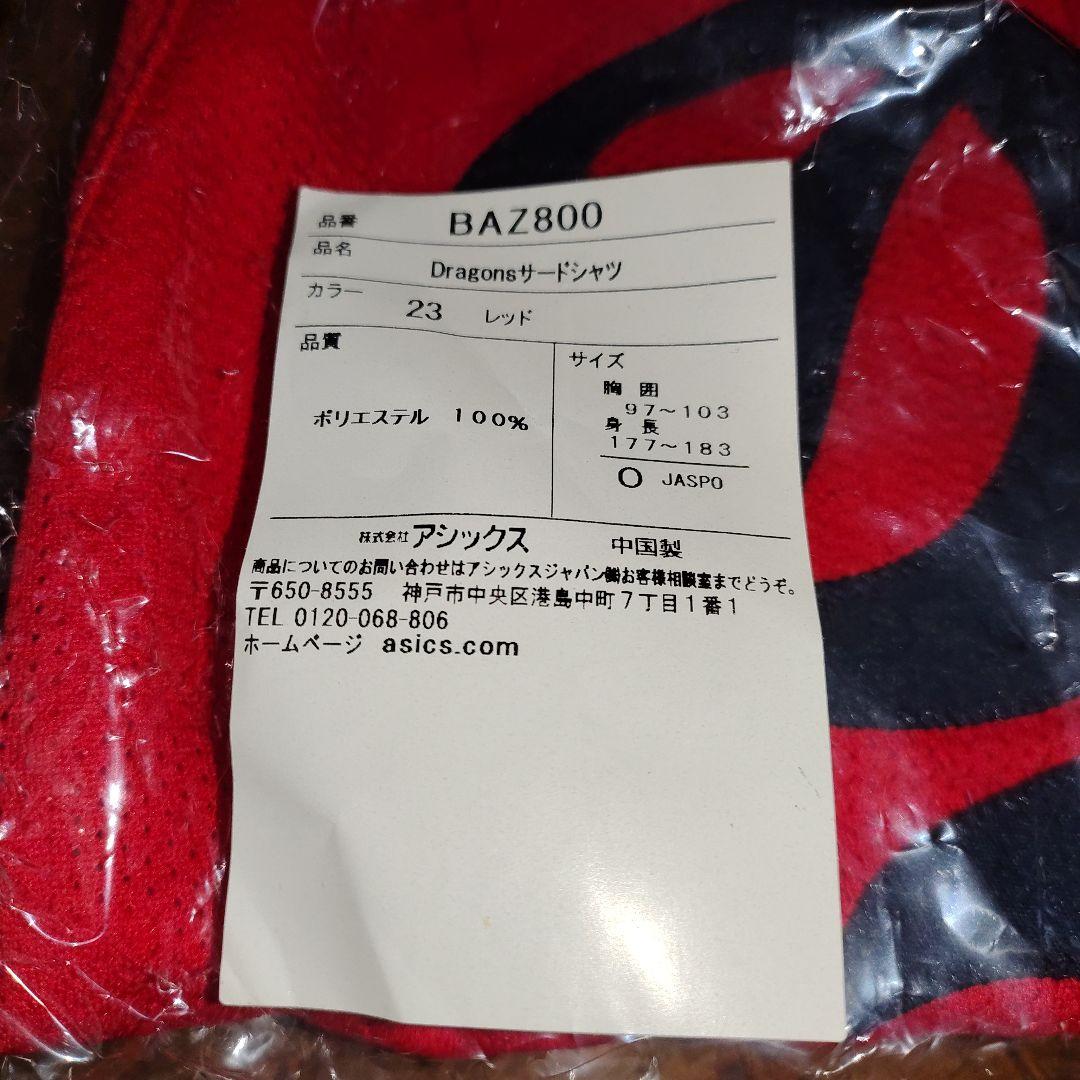 品番 BAZ800
品名
Dragonsサードシャツ
カラー 23 レッド
品質
ポリエステル 100%
サイズ
胸 囲
97～103
身 長
177～183
O JASPO
株式会社アシックス 中国製
商品についてのお問い合わせはアシックスジャパン㈱お客様相談室までどうぞ。
〒650-8555 神戸市中央区港島中町7丁目1番1
TEL 0120-068-806
ホームページ asics.com